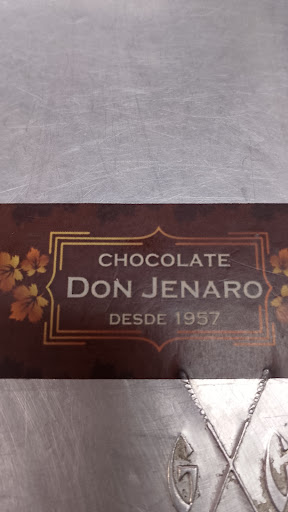 CHOCOLATE
DON JENARO
DESDE 1957
G G